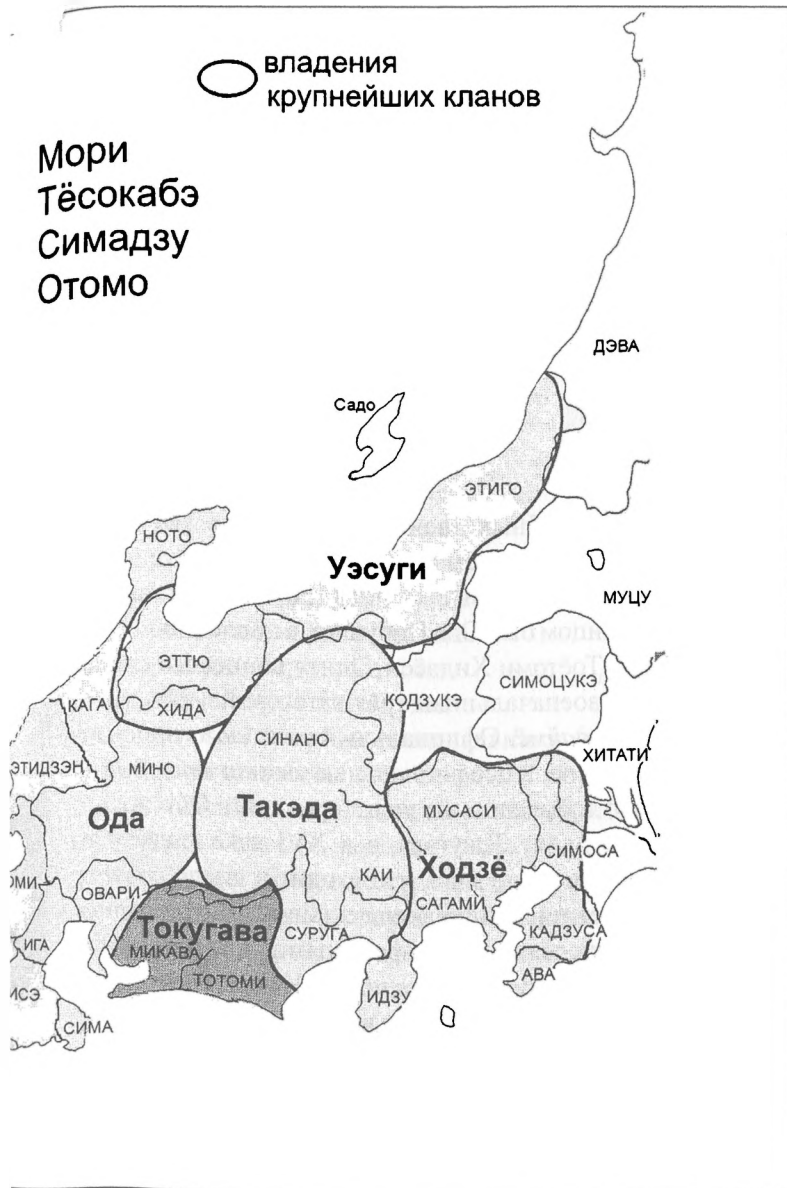 владения
крупнейших кланов
Мори
Тёсокабэ
Симадзу
Отомо
ДЭВА
Садо
ЭТИГО
НОТО
Уэсуги
МУЦУ
ЭТТЮ
СИМОЦУКЭ
КАГА
ХИДА
КОДЗУКЭ
СИНАНО
ЭТИДЗЭН
МИНО
ХИТАТИ
Ода
Такэда
МУСАСИ
СИМОСА
ОМИ
ОВАРИ
КАИ
Ходзё
САГАМИ
Токугава
СУРУГА
КАДЗУСА
ИГА
МИКАВА
ТОТОМИ
АВА
ИСЭ
ИДЗУ
СИМА